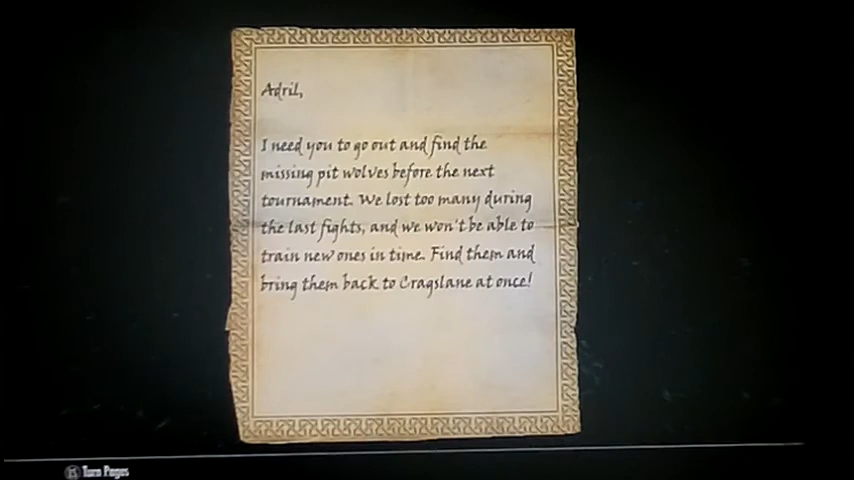 Adril,
I need you to go out and find the
missing pit wolves before the next
tournament. We lost too many during
the last fights, and we won't be able to
train new ones in time. Find them and
bring them back to Cragslane at once!
Turn Pages